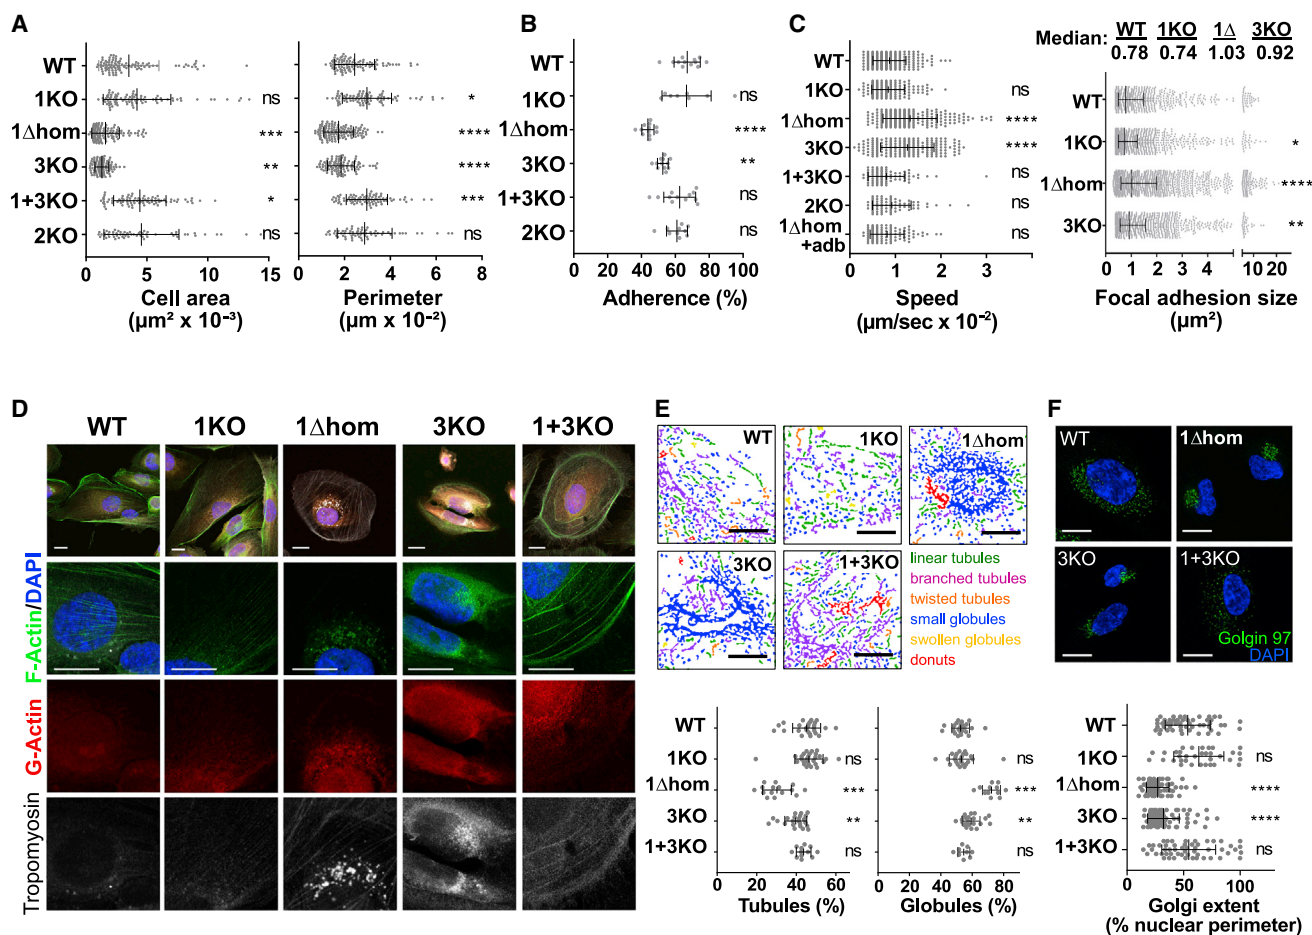 A
WT
1KO
1Δhom
3KO
1+3KO
2KO
ns
***
**
*
ns
0 5 10 15
Cell area
(µm² x 10⁻³)
*
****
****
***
ns
0 2 4 6 8
Perimeter
(µm x 10⁻²)
B
WT
1KO
1Δhom
3KO
1+3KO
2KO
ns
****
**
ns
ns
0 20 40 60 80 100
Adherence (%)
C
WT
1KO
1Δhom
3KO
1+3KO
2KO
1Δhom
+adb
ns
****
****
ns
ns
ns
0 1 2 3
Speed
(µm/sec x 10⁻²)
WT 1KO 1Δ 3KO
Median: 0.78 0.74 1.03 0.92
WT
1KO
1Δhom
3KO
*
****
**
0 1 2 3 4 5 10 20
Focal adhesion size
(µm²)
D
WT 1KO 1Δhom 3KO 1+3KO
F-Actin/DAPI
G-Actin
Tropomyosin
E
WT
1KO
1Δhom
3KO
1+3KO
linear tubules
branched tubules
twisted tubules
small globules
swollen globules
donuts
WT
1KO
1Δhom
3KO
1+3KO
ns
***
**
ns
0 20 40 60
Tubules (%)
ns
***
**
ns
40 60 80
Globules (%)
F
WT
1Δhom
3KO
1+3KO
Golgin 97
DAPI
WT
1KO
1Δhom
3KO
1+3KO
ns
****
****
ns
0 50 100
Golgi extent
(% nuclear perimeter)